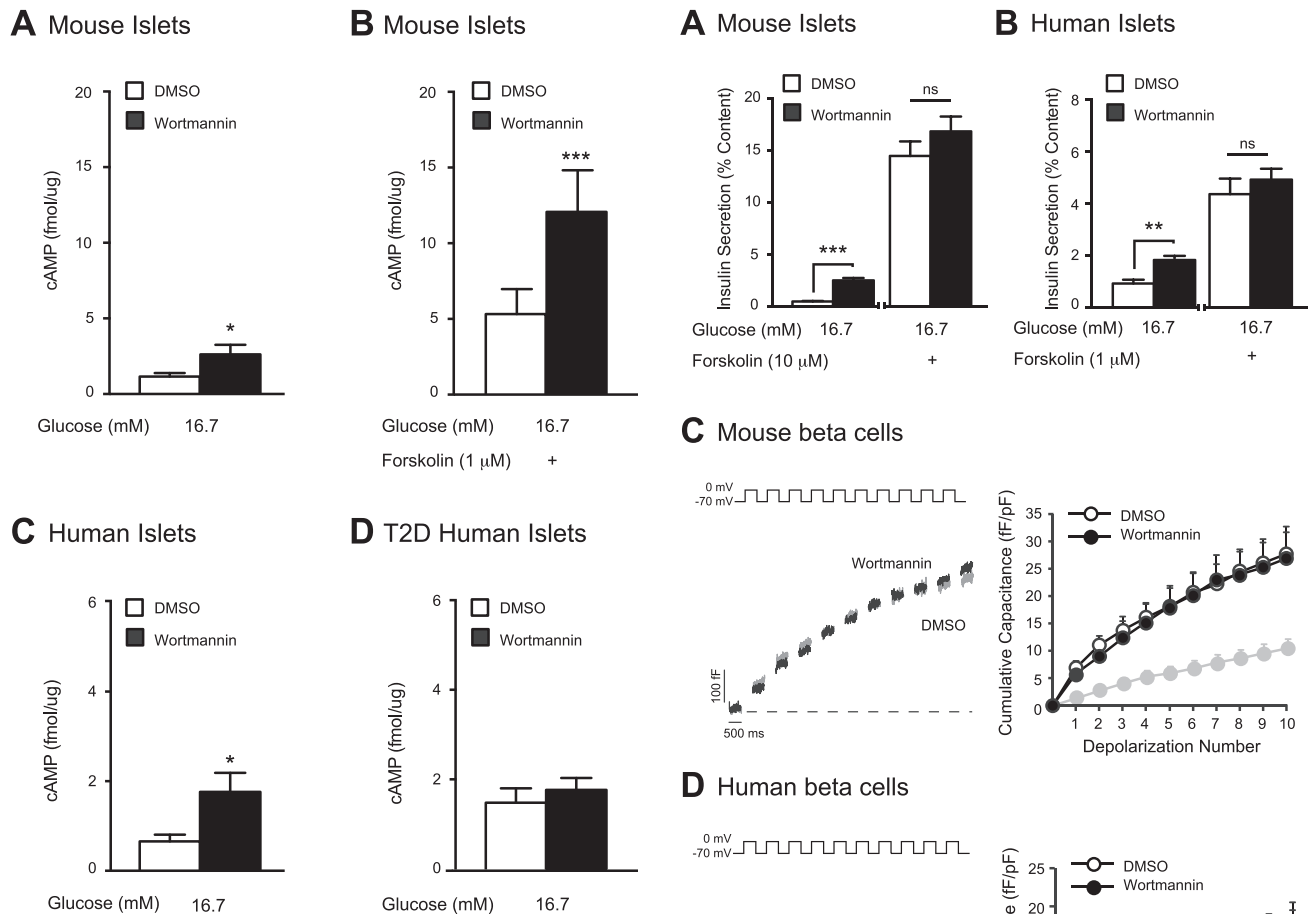 A Mouse Islets
20
15
10
5
0
cAMP (fmol/ug)
DMSO
Wortmannin
*
Glucose (mM) 16.7
B Mouse Islets
20
15
10
5
0
cAMP (fmol/ug)
DMSO
Wortmannin
***
Glucose (mM) 16.7
Forskolin (1 μM) +
C Human Islets
6
4
2
0
cAMP (fmol/ug)
DMSO
Wortmannin
*
Glucose (mM) 16.7
D T2D Human Islets
6
4
2
0
cAMP (fmol/ug)
DMSO
Wortmannin
Glucose (mM) 16.7
A Mouse Islets
20
15
10
5
0
Insulin Secretion (% Content)
DMSO
Wortmannin
***
ns
Glucose (mM) 16.7 16.7
Forskolin (10 μM) +
B Human Islets
8
6
4
2
0
Insulin Secretion (% Content)
DMSO
Wortmannin
**
ns
Glucose (mM) 16.7 16.7
Forskolin (1 μM) +
C Mouse beta cells
0 mV
-70 mV
Wortmannin
DMSO
100 fF
500 ms
35
30
25
20
15
10
5
0
Cumulative Capacitance (fF/pF)
DMSO
Wortmannin
1 2 3 4 5 6 7 8 9 10
Depolarization Number
D Human beta cells
0 mV
-70 mV
25
20
e (fF/pF)
DMSO
Wortmannin